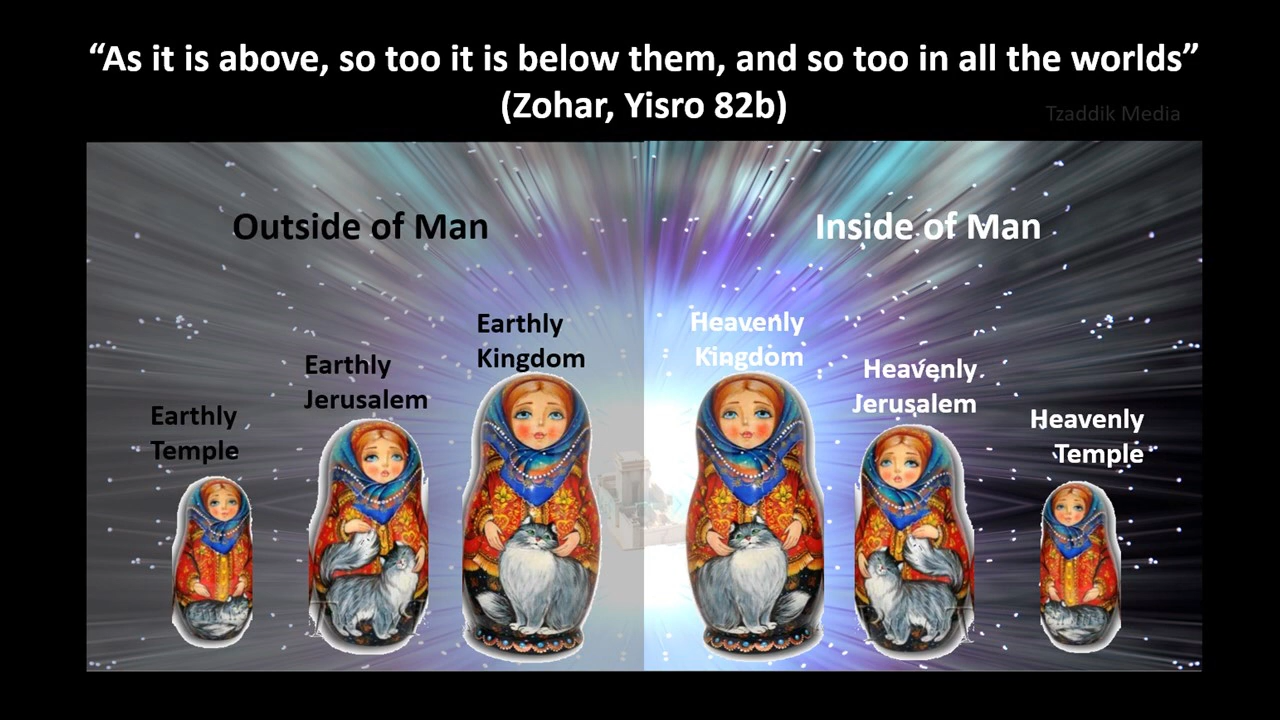 “As it is above, so too it is below them, and so too in all the worlds”
(Zohar, Yisro 82b)
Tzaddik Media
Outside of Man
Inside of Man
Earthly
Kingdom
Heavenly
Kingdom
Earthly
Jerusalem
Heavenly
Jerusalem
Earthly
Temple
Heavenly
Temple